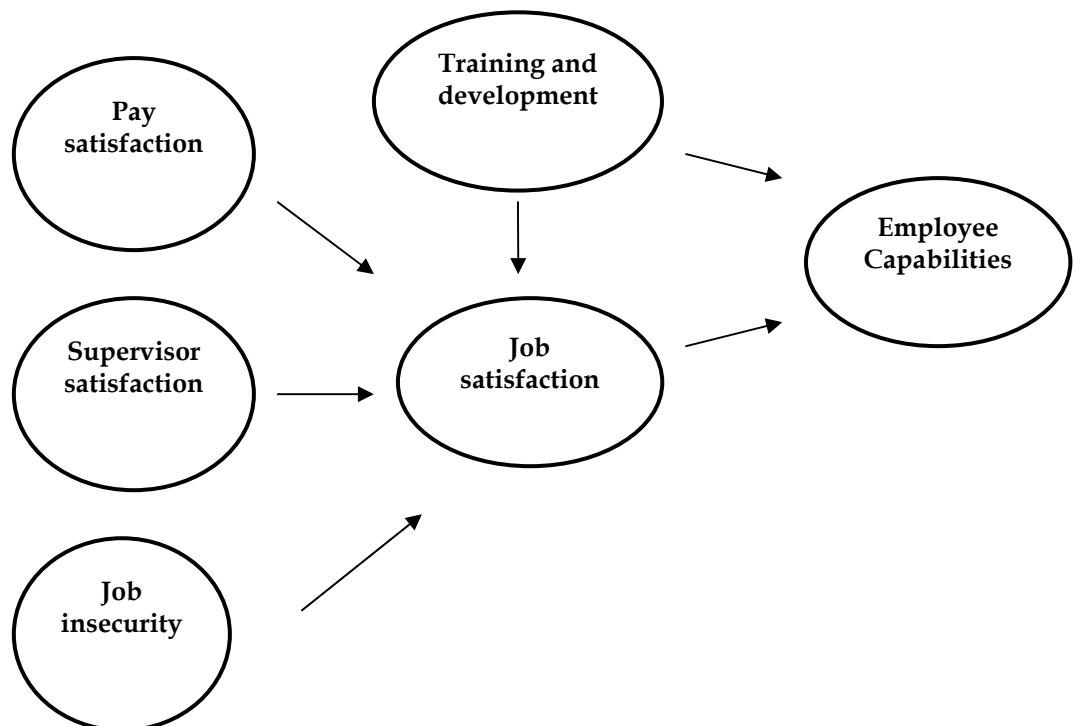 Training and
development
Pay
satisfaction
Employee
Capabilities
Supervisor
satisfaction
Job
satisfaction
Job
insecurity